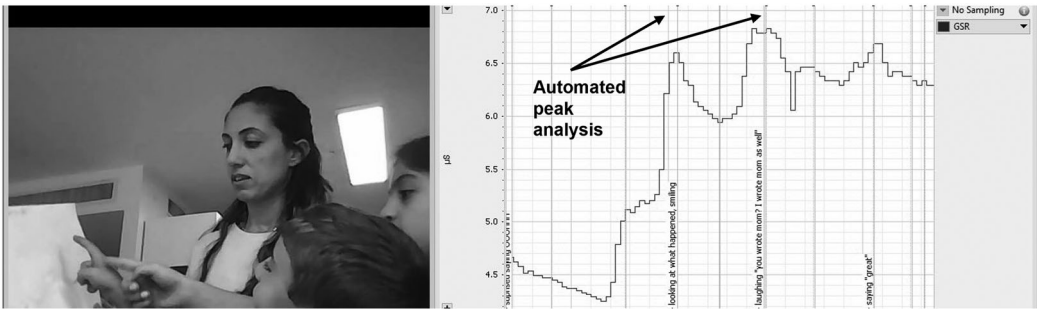 7.0
6.5
6.0
5.5
5.0
4.5
grl
Automated
peak
analysis
looking at what happened, smiling
laughing "you wrote mom? I wrote mom as well"
saying "great"
No Sampling
GSR